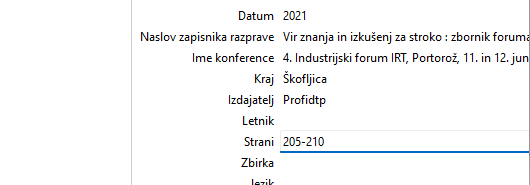 Datum 2021
Naslov zapisnika razprave Vir znanja in izkušenj za stroko : zbornik foruma
Ime konference 4. Industrijski forum IRT, Portorož, 11. in 12. jun
Kraj Škofljica
Izdajatelj Profidtp
Letnik
Strani 205-210
Zbirka
Jezik